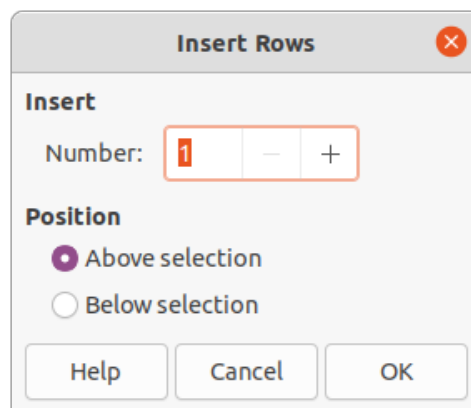 Insert Rows
Insert
Number: 1 − +
Position
Above selection
Below selection
Help Cancel OK